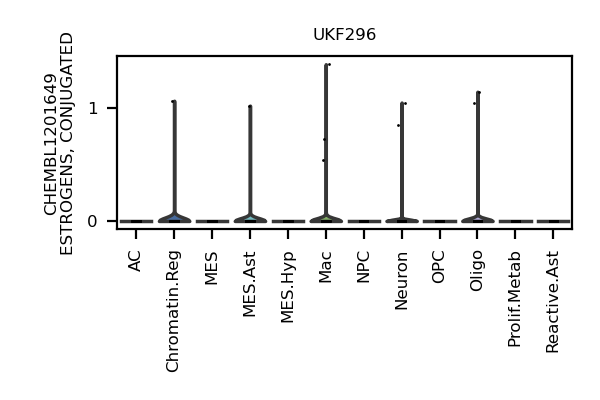 UKF296
CHEMBL1201649
ESTROGENS, CONJUGATED
1
0
AC
Chromatin.Reg
MES
MES.Ast
MES.Hyp
Mac
NPC
Neuron
OPC
Oligo
Prolif.Metab
Reactive.Ast